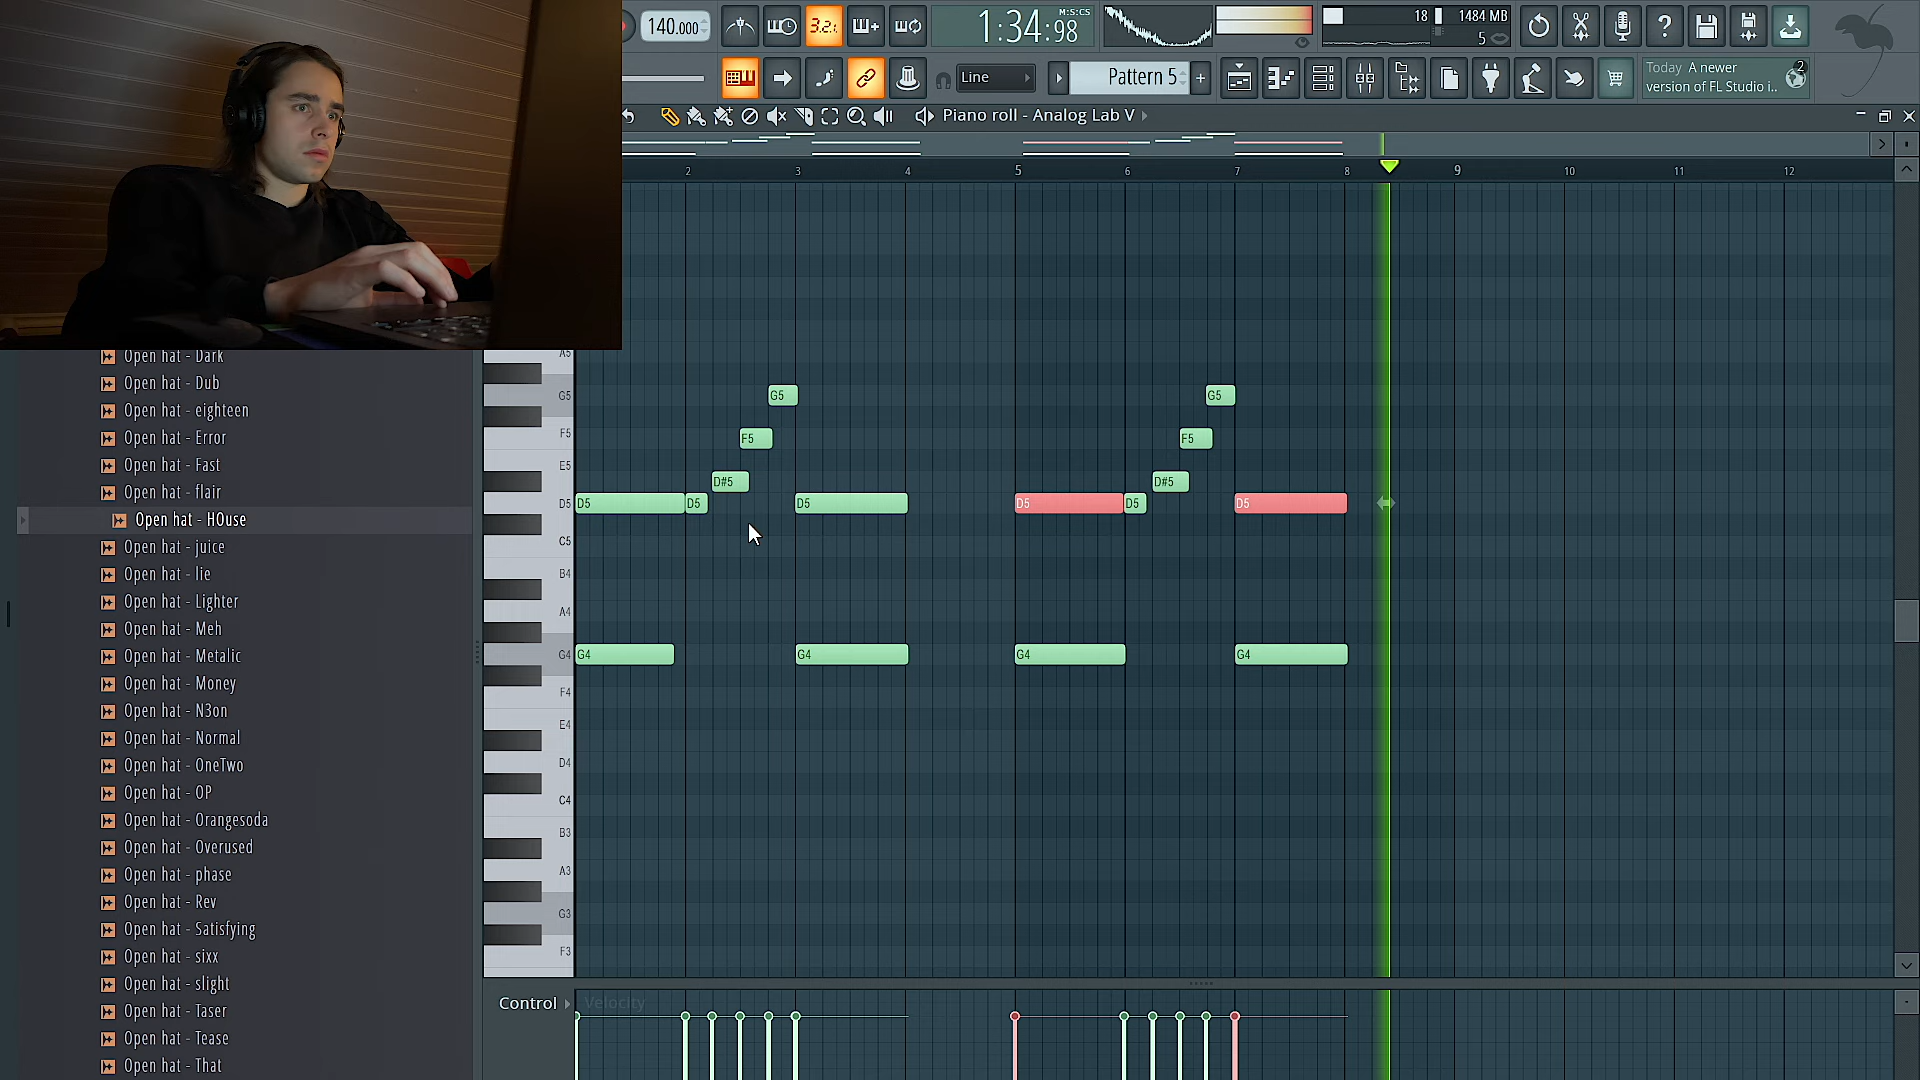 140.000
3.2.
1:34:98
M:S:CS
18
1484 MB
5
Line
Pattern 5
+
Today A newer
version of FL Studio i..
2
Piano roll - Analog Lab V
2 3 4 5 6 7 8 9 10 11 12
Open hat - Dark
Open hat - Dub
Open hat - eighteen
Open hat - Error
Open hat - Fast
Open hat - flair
Open hat - HOuse
Open hat - juice
Open hat - lie
Open hat - Lighter
Open hat - Meh
Open hat - Metalic
Open hat - Money
Open hat - N3on
Open hat - Normal
Open hat - OneTwo
Open hat - OP
Open hat - Orangesoda
Open hat - Overused
Open hat - phase
Open hat - Rev
Open hat - Satisfying
Open hat - sixx
Open hat - slight
Open hat - Taser
Open hat - Tease
Open hat - That
A5
G5 G5 G5
F5 F5 F5
E5
D#5 D#5
D5 D5 D5 D5 D5 D5 D5
C5
B4
A4
G4 G4 G4 G4 G4
F4
E4
D4
C4
B3
A3
G3
F3
Control Velocity